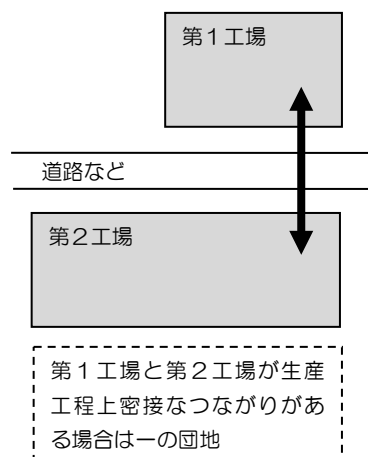 第１工場
道路など
第２工場
第１工場と第２工場が生産
工程上密接なつながりがあ
る場合は一の団地